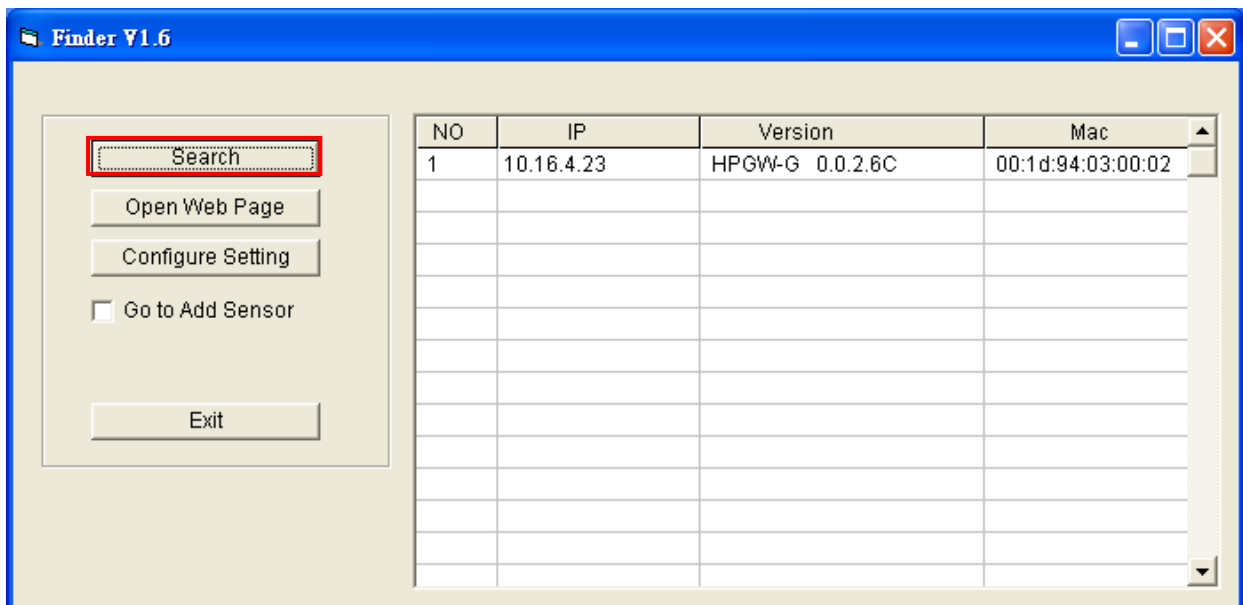 Finder V1.6
Search
Open Web Page
Configure Setting
Go to Add Sensor
Exit
NO IP Version Mac
1 10.16.4.23 HPGW-G 0.0.2.6C 00:1d:94:03:00:02